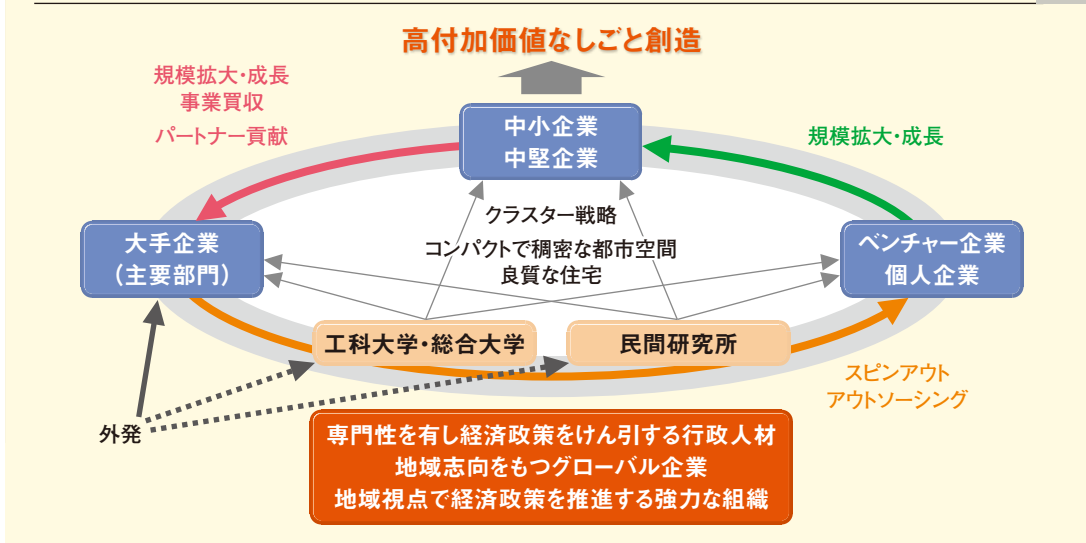 高付加価値なしごと創造
規模拡大・成長
事業買収
パートナー貢献
中小企業
中堅企業
規模拡大・成長
クラスター戦略
コンパクトで稠密な都市空間
良質な住宅
大手企業
（主要部門）
ベンチャー企業
個人企業
工科大学・総合大学
民間研究所
スピンアウト
アウトソーシング
外発
専門性を有し経済政策をけん引する行政人材
地域志向をもつグローバル企業
地域視点で経済政策を推進する強力な組織